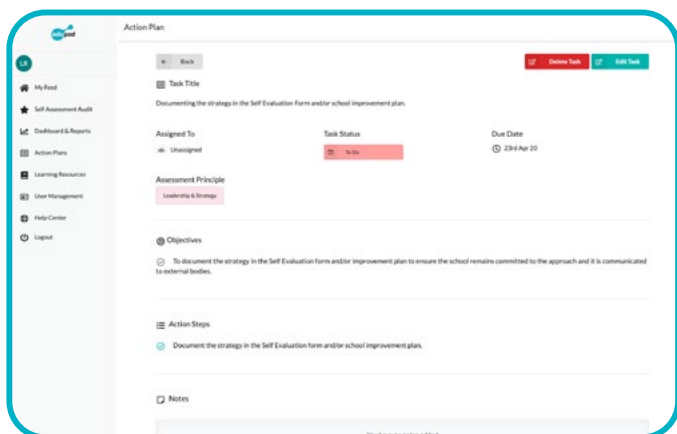 edupod
Action Plan
LR
My Feed
Self Assessment Audit
Dashboard & Reports
Action Plans
Learning Resources
User Management
Help Center
Logout
Back
Delete Task
Edit Task
Task Title
Documenting the strategy in the Self Evaluation Form and/or school improvement plan.
Assigned To
Task Status
Due Date
Unassigned
To Do
23rd Apr 20
Assessment Principle
Leadership & Strategy
Objectives
To document the strategy in the Self Evaluation form and/or improvement plan to ensure the school remains committed to the approach and it is communicated
to external bodies.
Action Steps
Document the strategy in the Self Evaluation form and/or school improvement plan.
Notes